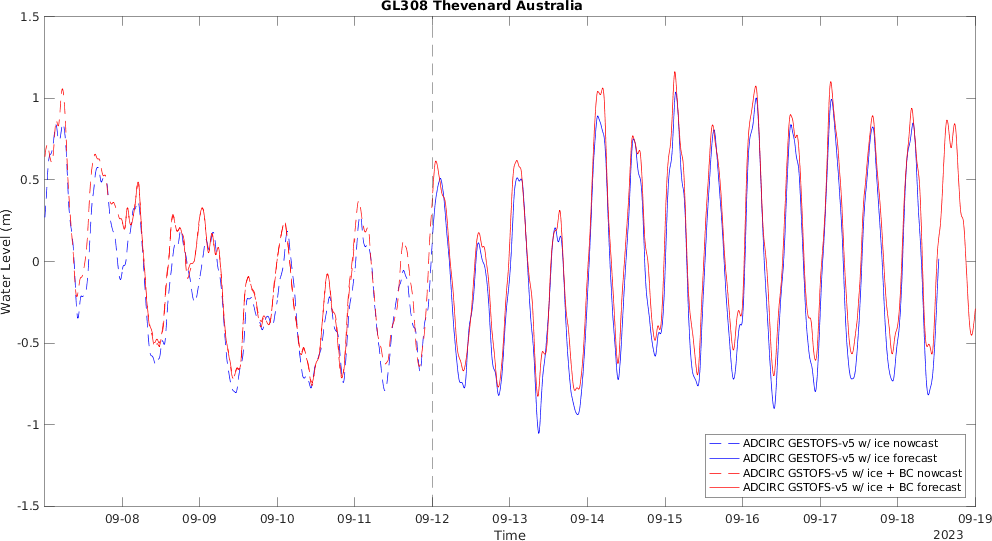 GL308 Thevenard Australia
1.5
1
0.5
0
-0.5
-1
-1.5
Water Level (m)
09-08
09-09
09-10
09-11
09-12
09-13
09-14
09-15
09-16
09-17
09-18
09-19
Time
2023
ADCIRC GESTOFS-v5 w/ ice nowcast
ADCIRC GESTOFS-v5 w/ ice forecast
ADCIRC GSTOFS-v5 w/ ice + BC nowcast
ADCIRC GSTOFS-v5 w/ ice + BC forecast